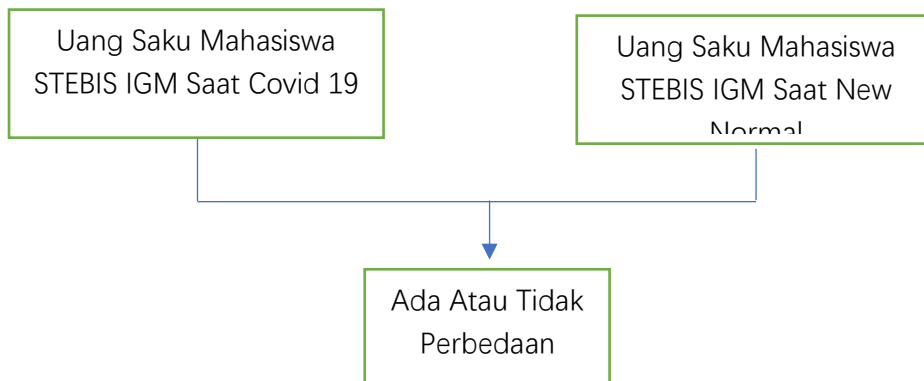 Uang Saku Mahasiswa
STEBIS IGM Saat Covid 19
Uang Saku Mahasiswa
STEBIS IGM Saat New
Normal
Ada Atau Tidak
Perbedaan